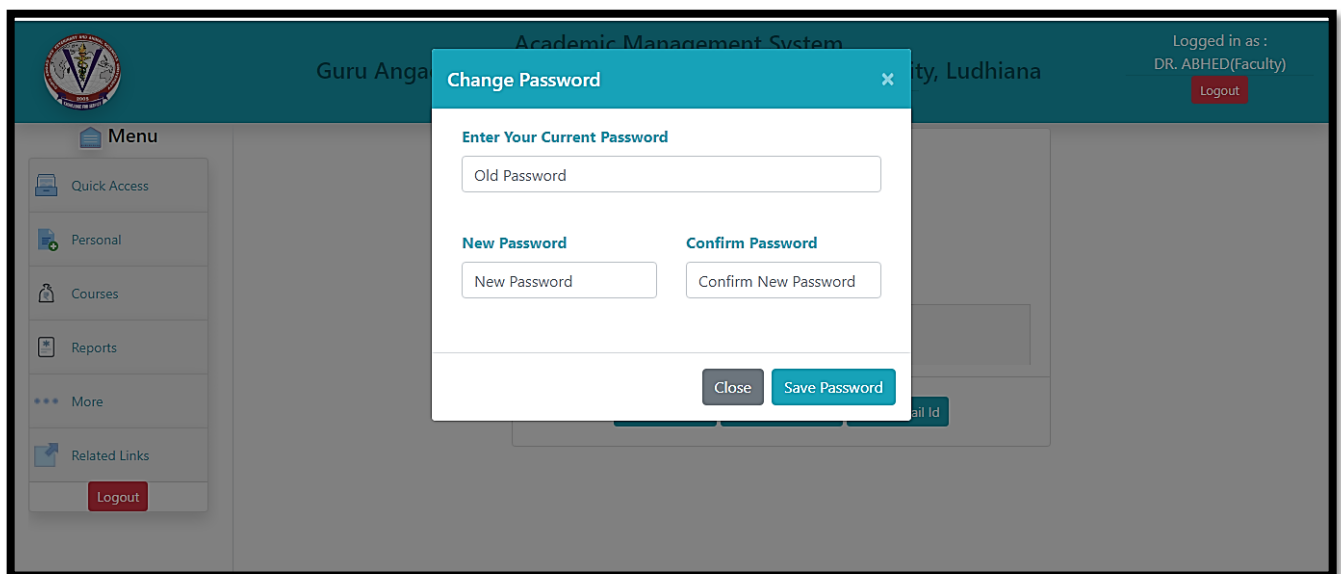 Academic Management System
Guru Anga
ity, Ludhiana
Logged in as :
DR. ABHED(Faculty)
Logout
Menu
Quick Access
Personal
Courses
Reports
More
Related Links
Logout
Change Password ×
Enter Your Current Password
Old Password
New Password Confirm Password
New Password Confirm New Password
Close Save Password
ail Id